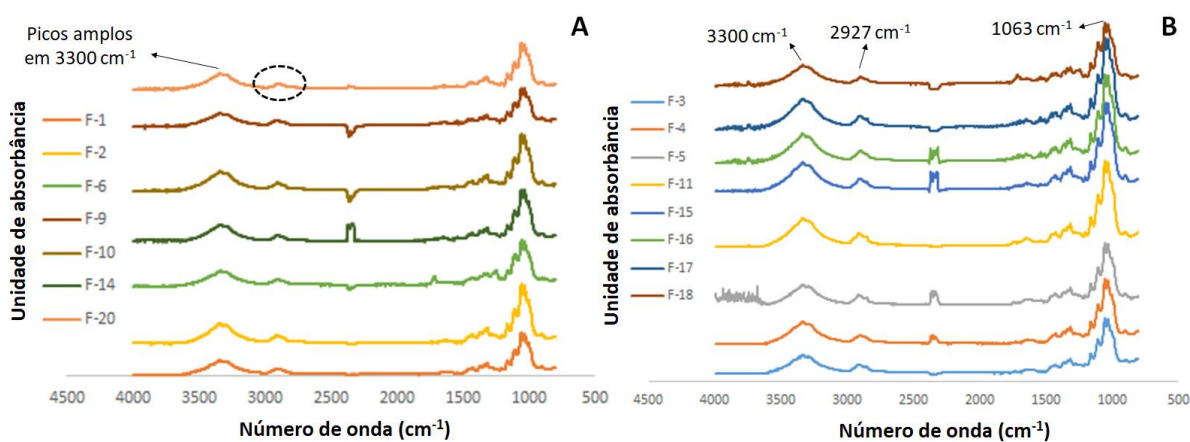 Picos amplos
em 3300 cm-1
A
Unidade de absorbância
F-1
F-2
F-6
F-9
F-10
F-14
F-20
4500 4000 3500 3000 2500 2000 1500 1000 500
Número de onda (cm-1)
1063 cm-1
B
3300 cm-1
2927 cm-1
Unidade de absorbância
F-3
F-4
F-5
F-11
F-15
F-16
F-17
F-18
4500 4000 3500 3000 2500 2000 1500 1000 500
Número de onda (cm-1)